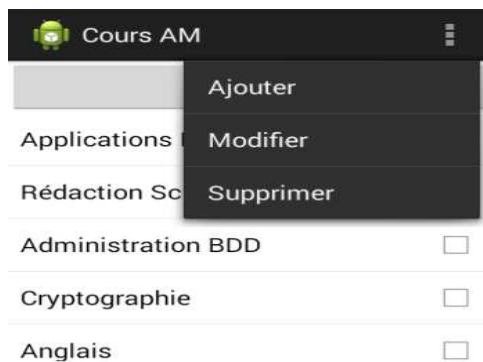 Cours AM
Ajouter
Applications
Modifier
Rédaction Sc
Supprimer
Administration BDD
Cryptographie
Anglais